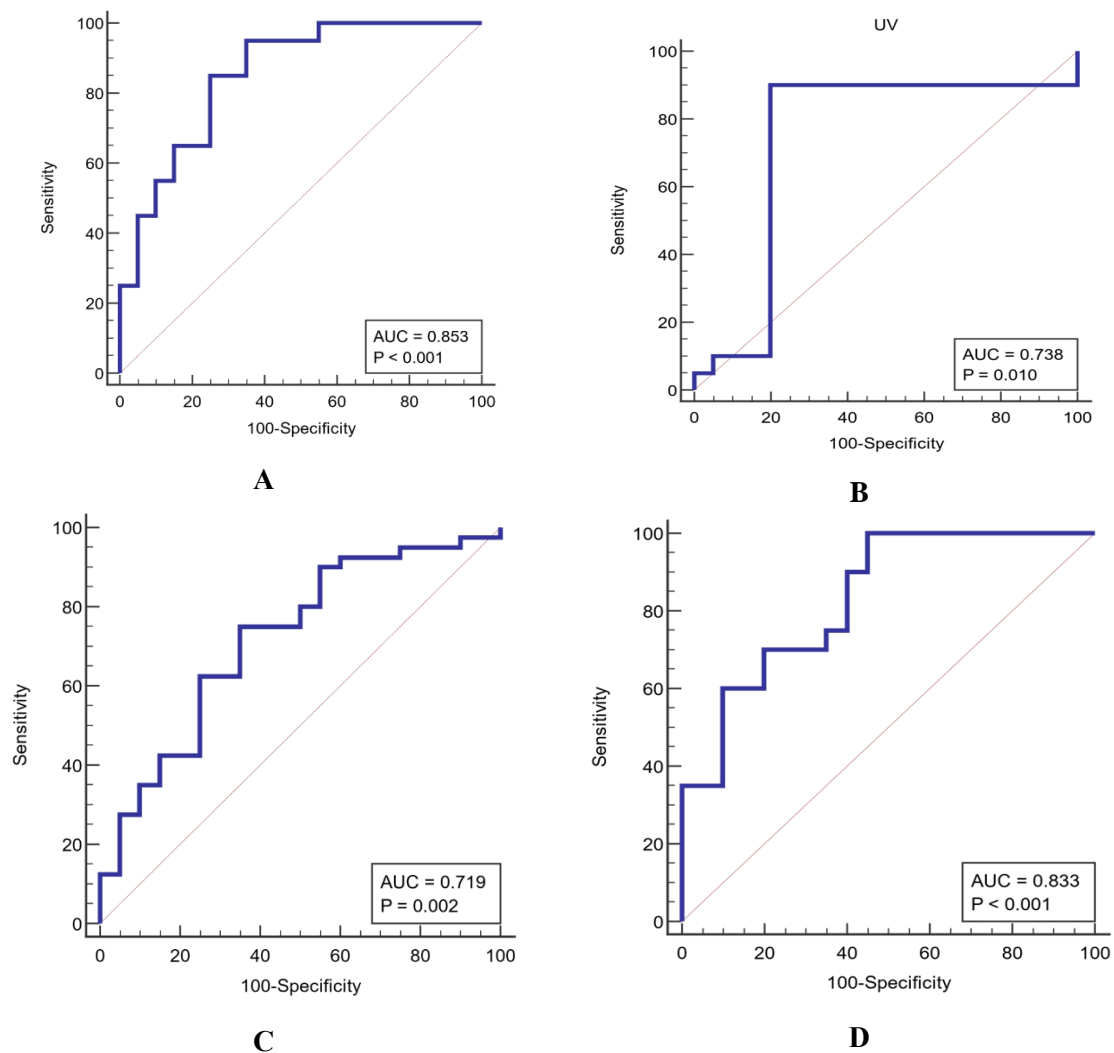 100
80
60
40
20
0
Sensitivity
AUC = 0.853
P < 0.001
0 20 40 60 80 100
100-Specificity
A
UV
100
80
60
40
20
0
Sensitivity
AUC = 0.738
P = 0.010
0 20 40 60 80 100
100-Specificity
B
100
80
60
40
20
0
Sensitivity
AUC = 0.719
P = 0.002
0 20 40 60 80 100
100-Specificity
C
100
80
60
40
20
0
Sensitivity
AUC = 0.833
P < 0.001
0 20 40 60 80 100
100-Specificity
D